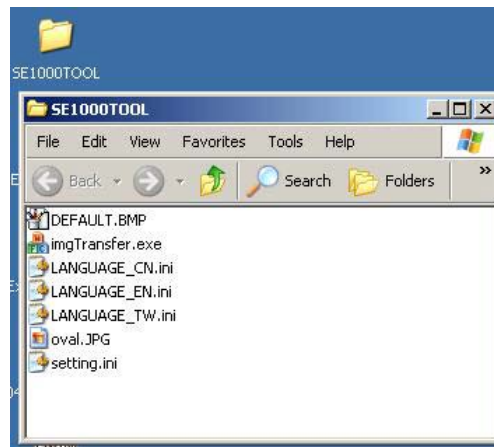 SE1000TOOL
SE1000TOOL
File Edit View Favorites Tools Help
Back Search Folders »
DEFAULT.BMP
imgTransfer.exe
LANGUAGE_CN.ini
LANGUAGE_EN.ini
LANGUAGE_TW.ini
oval.JPG
setting.ini